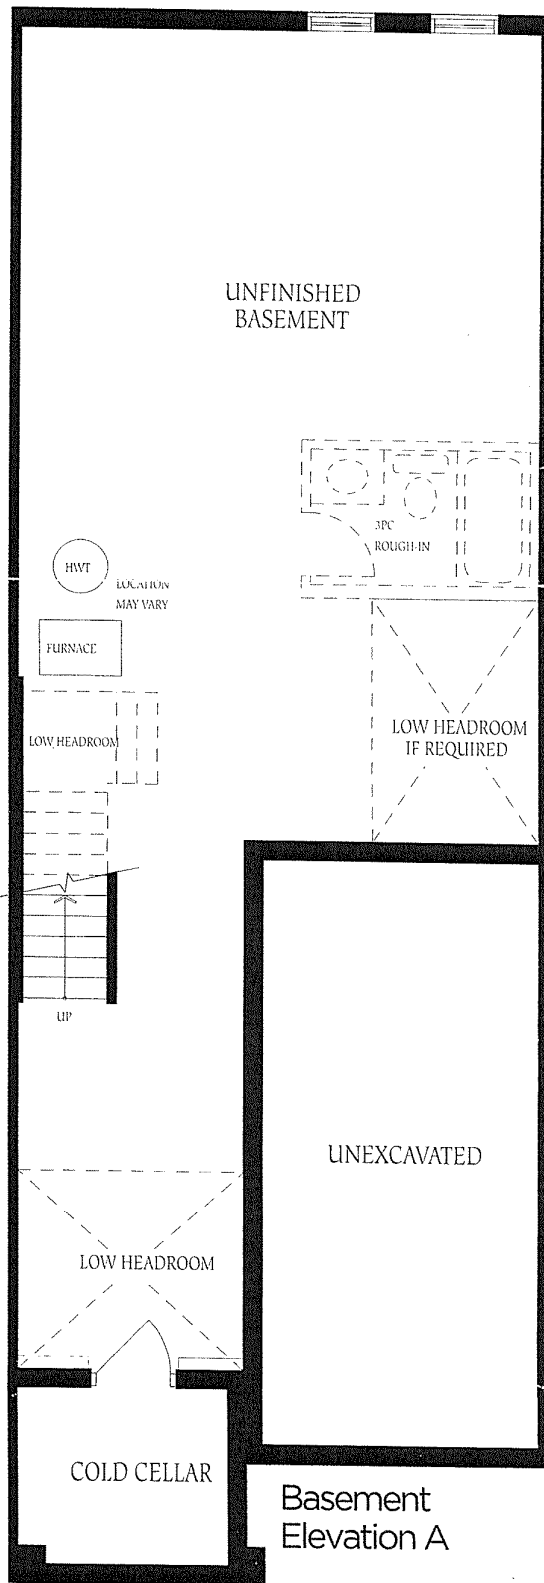 UNFINISHED
BASEMENT
3PC
ROUGH-IN
HWT
LOCATION
MAY VARY
FURNACE
LOW HEADROOM
LOW HEADROOM
IF REQUIRED
UP
UNEXCAVATED
LOW HEADROOM
COLD CELLAR
Basement
Elevation A